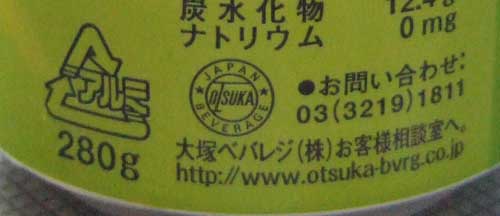 炭水化物 12.4g
ナトリウム 0mg
アルミ
280g
JAPAN
OTSUKA
BEVERAGE
●お問い合わせ:
03(3219)1811
大塚ベバレジ(株)お客様相談室へ。
http://www.otsuka-bvrg.co.jp